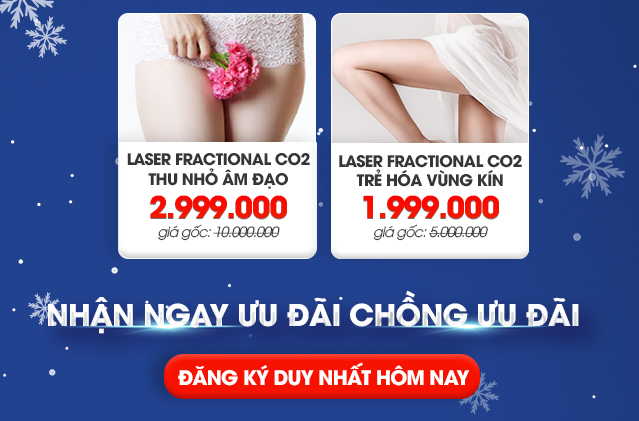 LASER FRACTIONAL CO2
THU NHỎ ÂM ĐẠO
2.999.000
giá gốc: 10.000.000
LASER FRACTIONAL CO2
TRẺ HÓA VÙNG KÍN
1.999.000
giá gốc: 5.000.000
NHẬN NGAY ƯU ĐÃI CHỒNG ƯU ĐÃI
ĐĂNG KÝ DUY NHẤT HÔM NAY